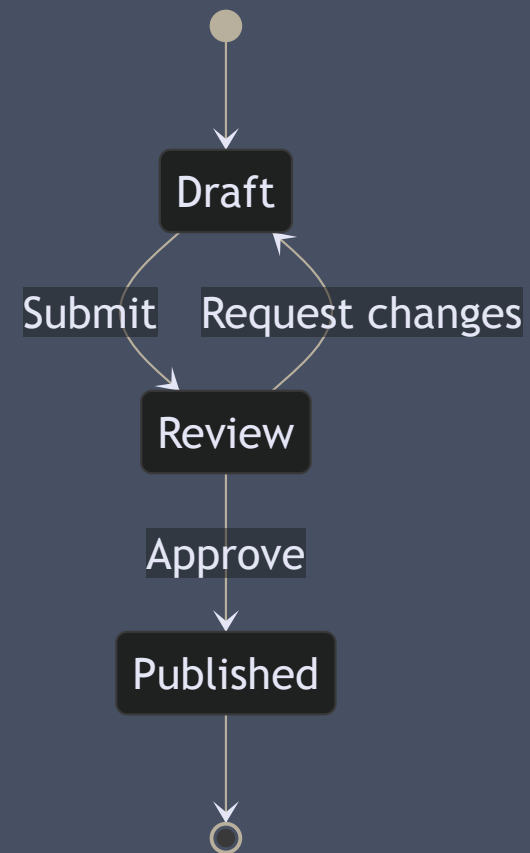 Draft
Submit
Request changes
Review
Approve
Published